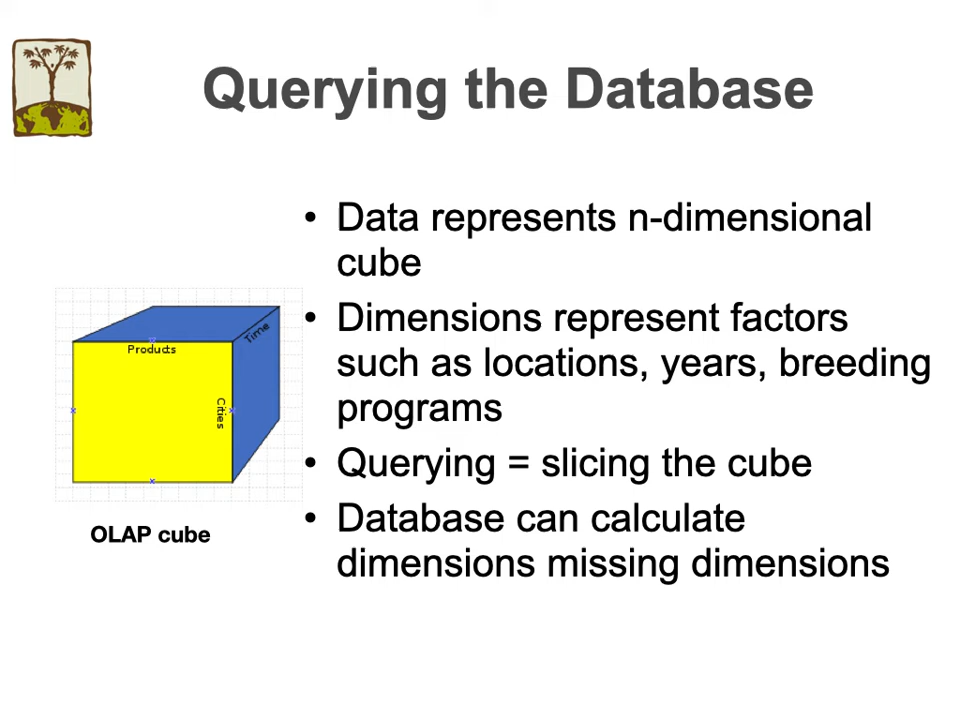 Querying the Database
• Data represents n-dimensional
cube
• Dimensions represent factors
such as locations, years, breeding
programs
• Querying = slicing the cube
• Database can calculate
dimensions missing dimensions
Time
Products
Cities
OLAP cube